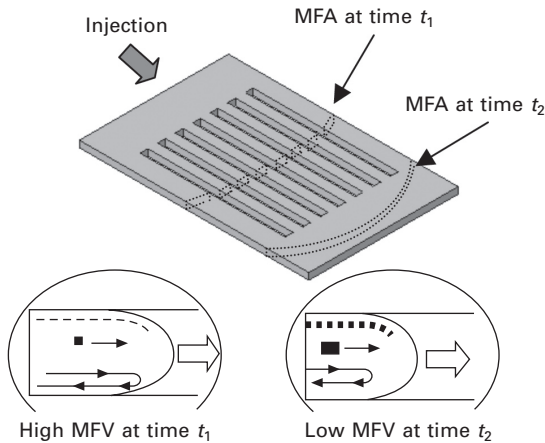 Injection
MFA at time t1
MFA at time t2
High MFV at time t1
Low MFV at time t2